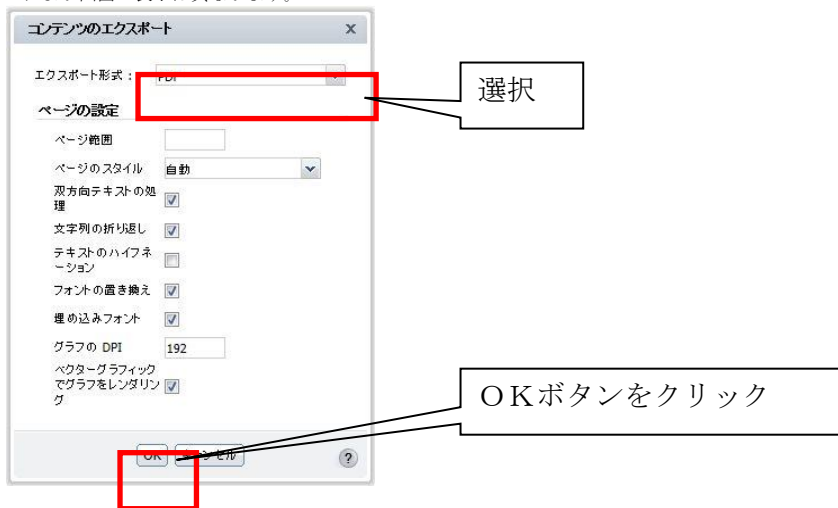 コンテンツのエクスポート
x
エクスポート形式：
選択
ページの設定
ページ範囲
ページのスタイル 自動
双方向テキストの処
理
文字列の折り返し
テキストのハイフネ
ーション
フォントの置き換え
埋め込みフォント
グラフの DPI 192
ベクターグラフィック
でグラフをレンダリン
グ
ＯＫボタンをクリック
OK
?